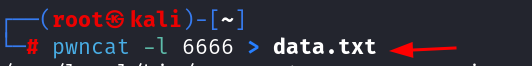 ┌──(root㉿kali)-[~]
└─# pwncat -l 6666 > data.txt